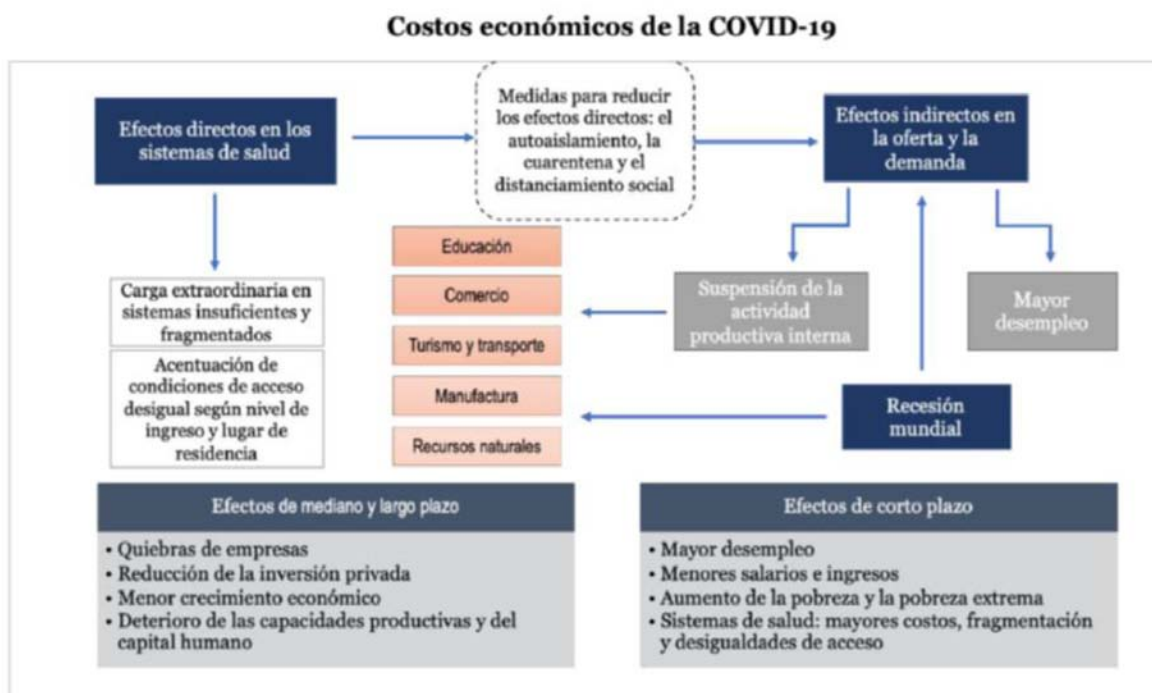 Costos económicos de la COVID-19
Efectos directos en los
sistemas de salud
Medidas para reducir
los efectos directos: el
autoaislamiento, la
cuarentena y el
distanciamiento social
Efectos indirectos en
la oferta y la
demanda
Carga extraordinaria en
sistemas insuficientes y
fragmentados
Acentuación de
condiciones de acceso
desigual según nivel de
ingreso y lugar de
residencia
Educación
Comercio
Turismo y transporte
Manufactura
Recursos naturales
Suspensión de la
actividad
productiva interna
Mayor
desempleo
Recesión
mundial
Efectos de mediano y largo plazo
• Quiebras de empresas
• Reducción de la inversión privada
• Menor crecimiento económico
• Deterioro de las capacidades productivas y del
capital humano
Efectos de corto plazo
• Mayor desempleo
• Menores salarios e ingresos
• Aumento de la pobreza y la pobreza extrema
• Sistemas de salud: mayores costos, fragmentación
y desigualdades de acceso